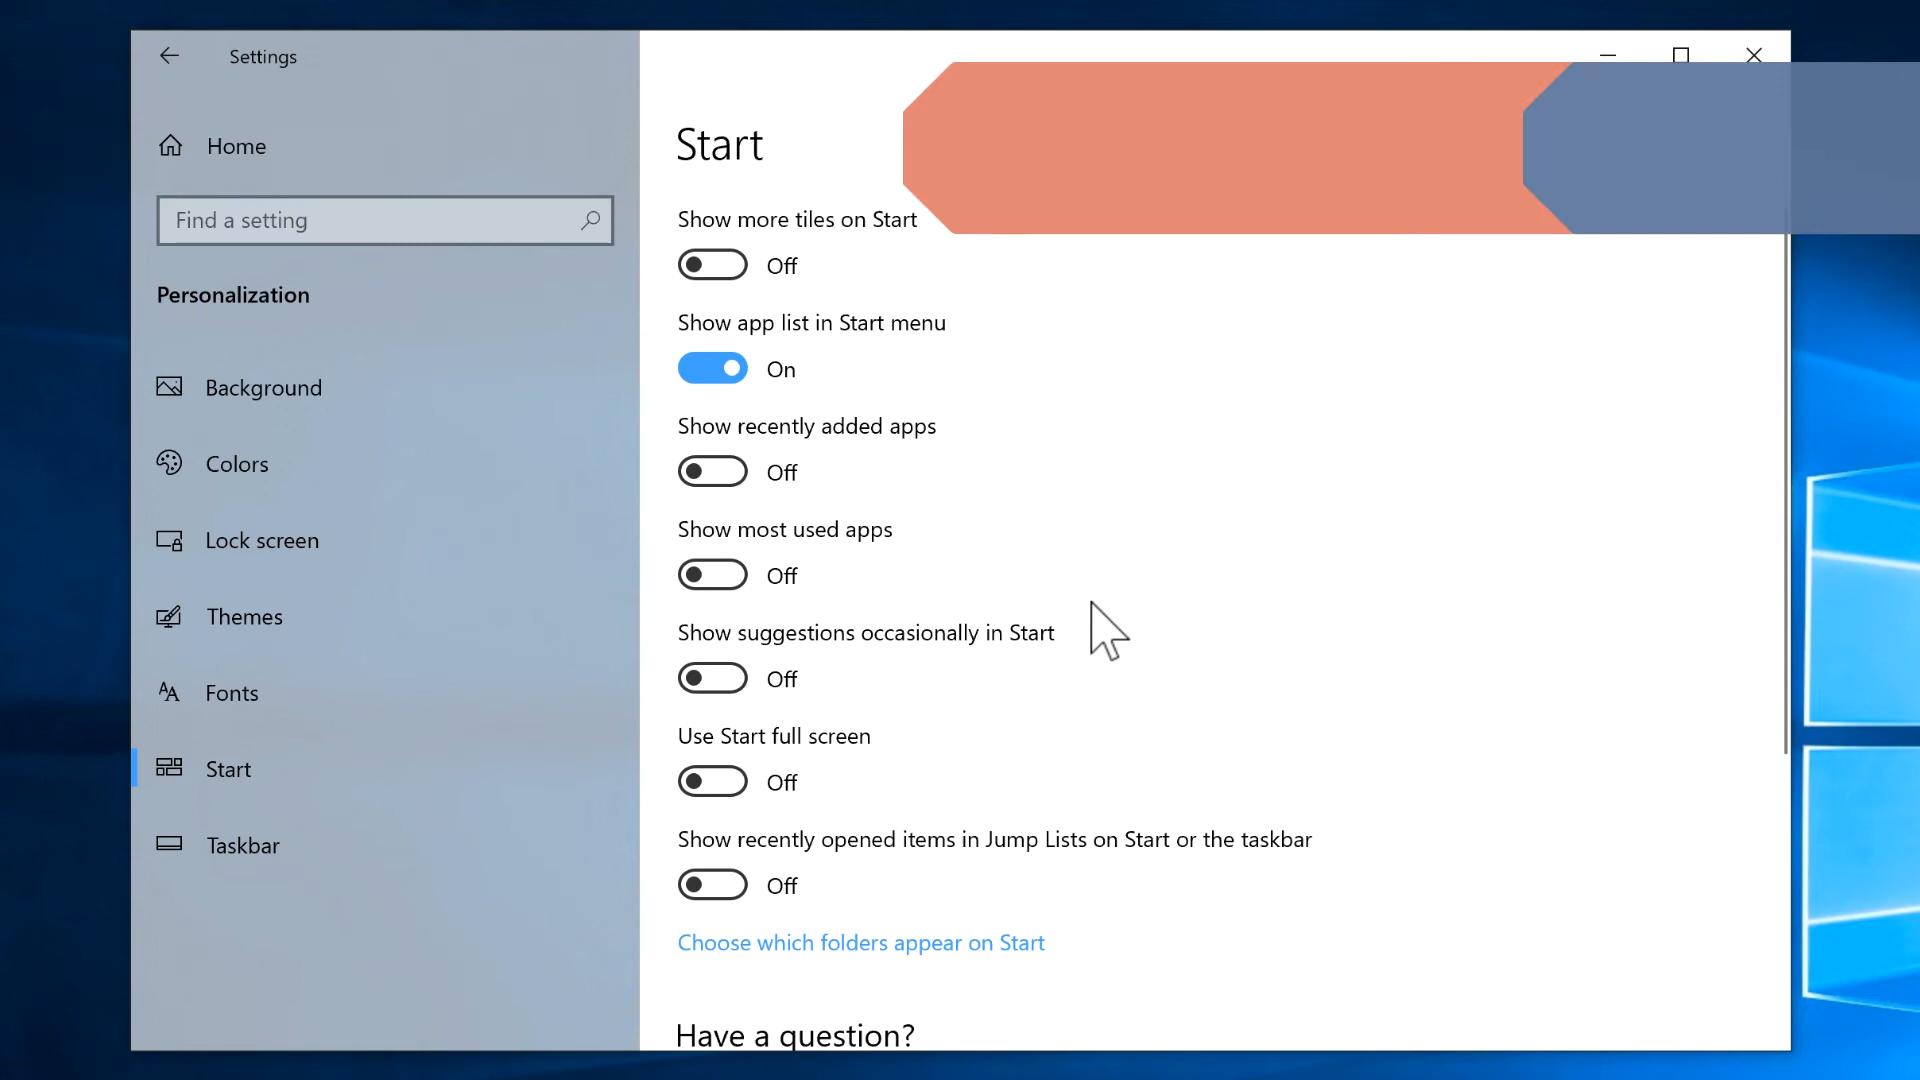 Settings
Home
Find a setting
Personalization
Background
Colors
Lock screen
Themes
Fonts
Start
Taskbar
Start
Show more tiles on Start
Off
Show app list in Start menu
On
Show recently added apps
Off
Show most used apps
Off
Show suggestions occasionally in Start
Off
Use Start full screen
Off
Show recently opened items in Jump Lists on Start or the taskbar
Off
Choose which folders appear on Start
Have a question?